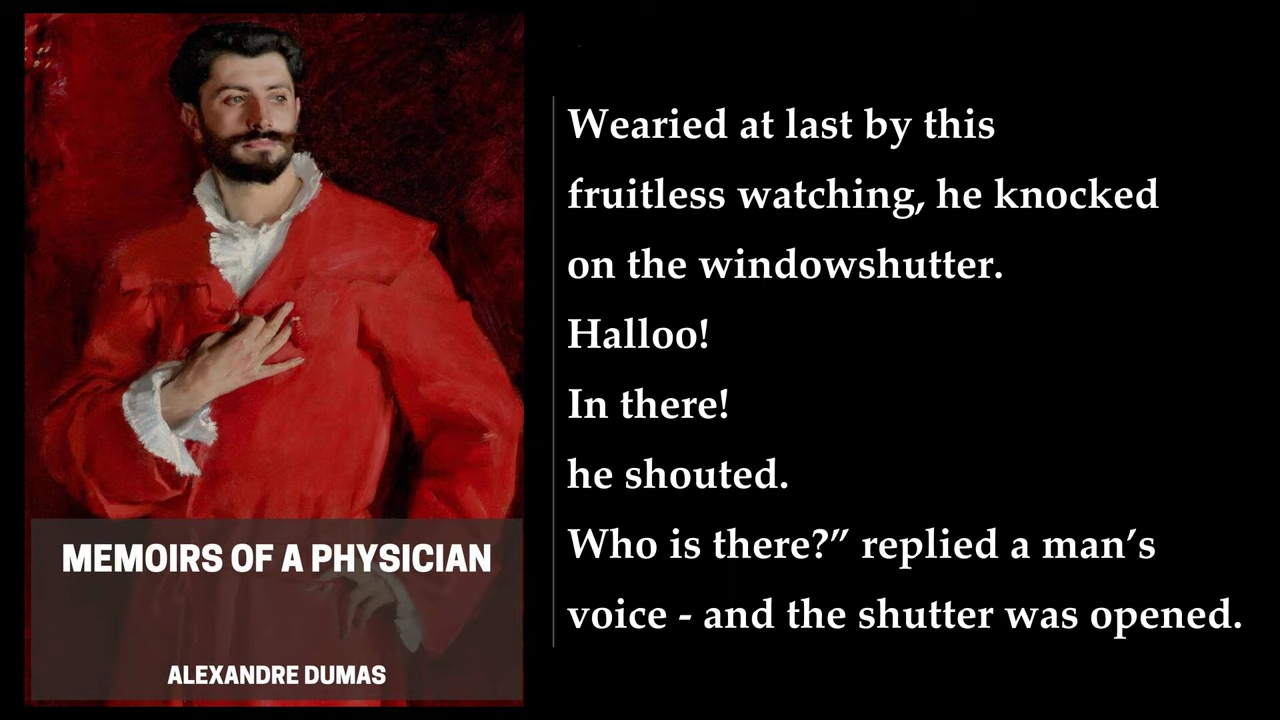 MEMOIRS OF A PHYSICIAN
ALEXANDRE DUMAS
Wearied at last by this
fruitless watching, he knocked
on the windowshutter.
Halloo!
In there!
he shouted.
Who is there?” replied a man’s
voice - and the shutter was opened.